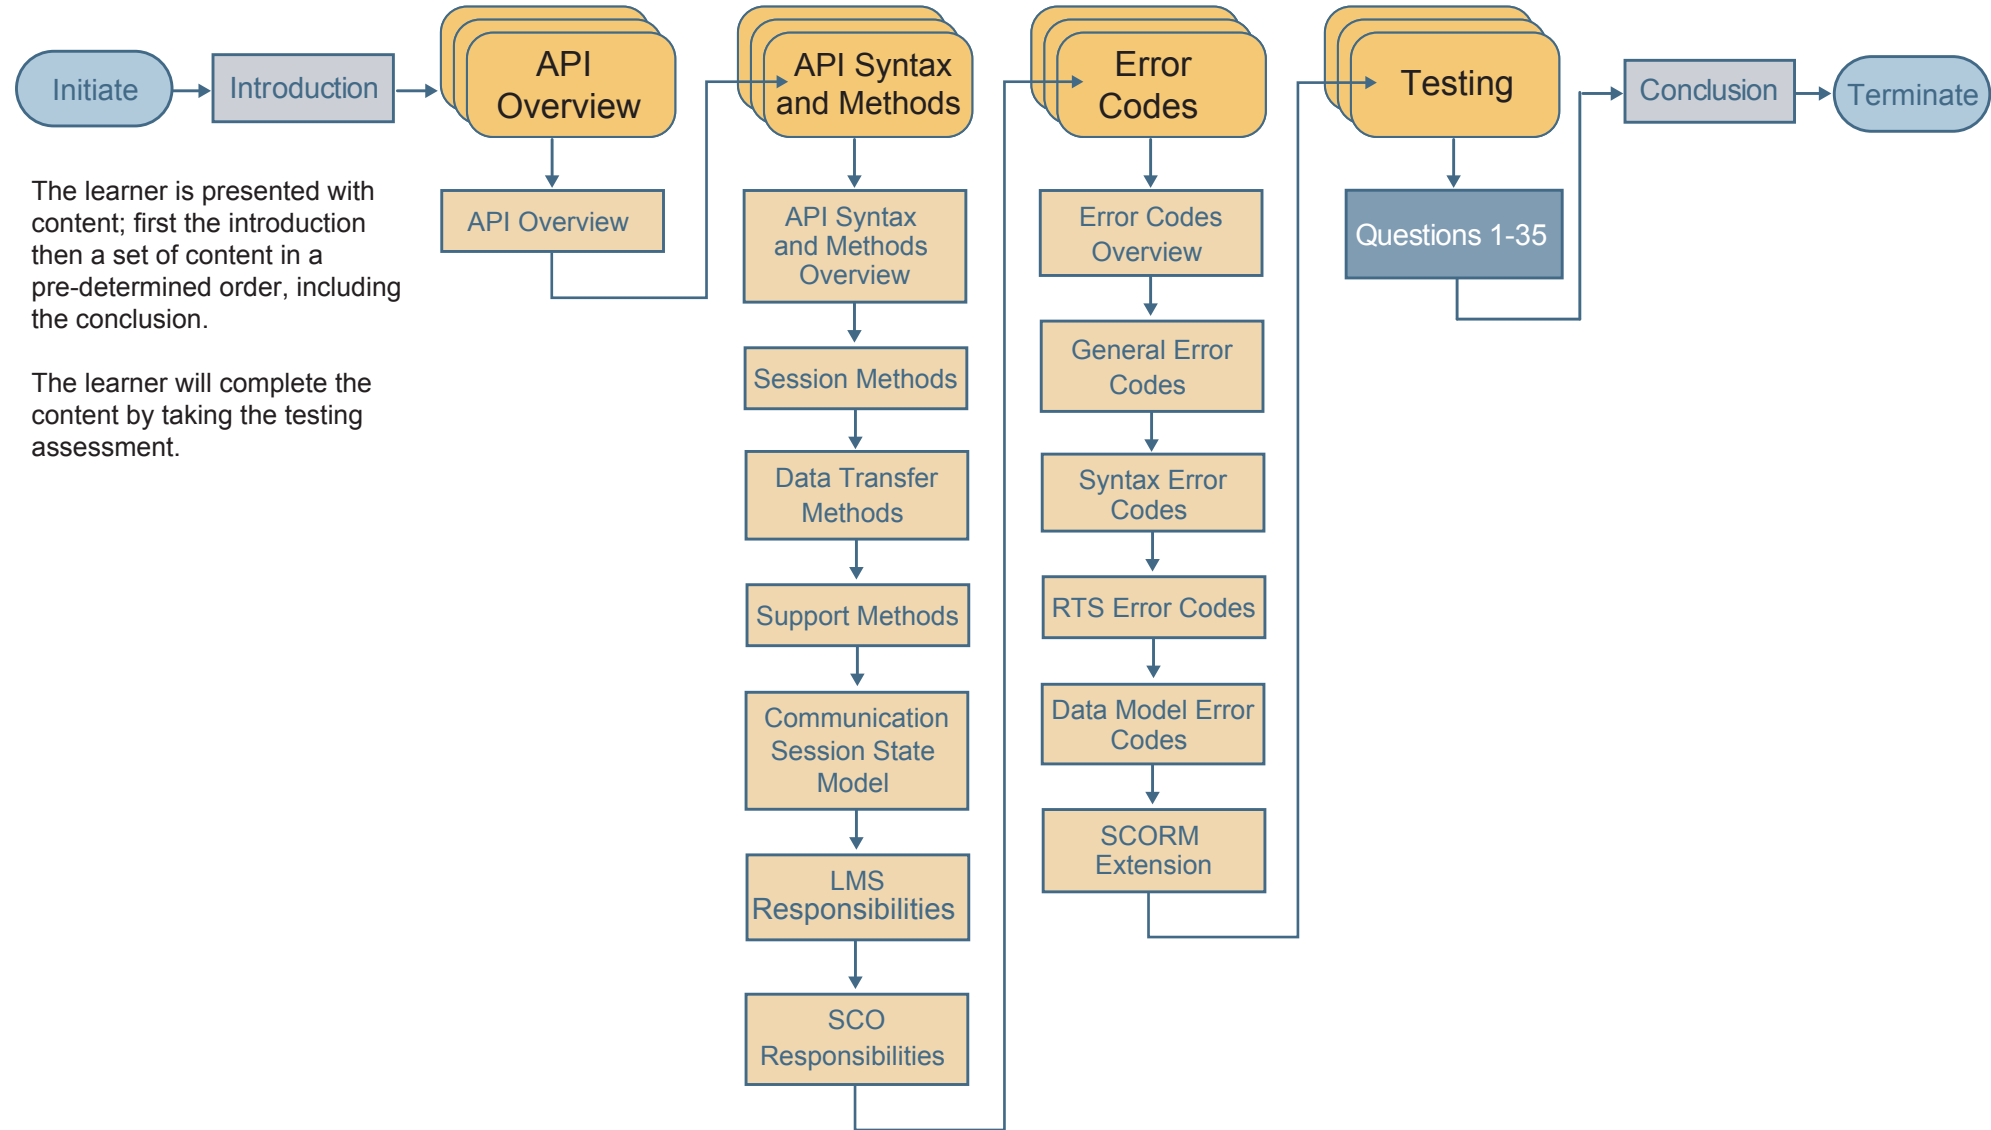 Initiate
Introduction
API
Overview
API Syntax
and Methods
Error
Codes
Testing
Conclusion
Terminate
The learner is presented with
content; first the introduction
then a set of content in a
pre-determined order, including
the conclusion.
The learner will complete the
content by taking the testing
assessment.
API Overview
API Syntax
and Methods
Overview
Session Methods
Data Transfer
Methods
Support Methods
Communication
Session State
Model
LMS
Responsibilities
SCO
Responsibilities
Error Codes
Overview
General Error
Codes
Syntax Error
Codes
RTS Error Codes
Data Model Error
Codes
SCORM
Extension
Questions 1-35